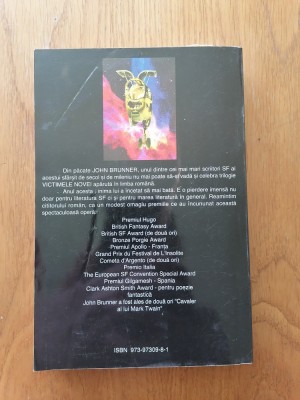 Din păcate JOHN BRUNNER, unul dintre cei mai mari scriitori SF ai
acestui sfârșit de secol și de mileniu nu mai poate să-și vadă și celebra trilogie
VICTIMELE NOVEI apărută în limba română.
Anul acesta inima lui a încetat să mai bată. E o pierdere imensă nu
doar pentru literatura SF ci și pentru marea literatură în general. Reamintim
cititorului român, ca un modest omagiu premiile ce au încununat această
spectaculoasă operă:
Premiul Hugo
British Fantasy Award
British SF Award (de două ori)
Bronze Porgie Award
Premiul Apollo - Franța
Grand Prix du Festival de L'Insolite
Cometa d'Argento (de două ori)
Premio Italia
The European SF Convention Special Award
Premiul Gilgamesh - Spania
Clark Ashton Smith Award - pentru poezie
fantastică
John Brunner a fost ales de două ori "Cavaler
al lui Mark Twain"
ISBN 973-97309-8-1